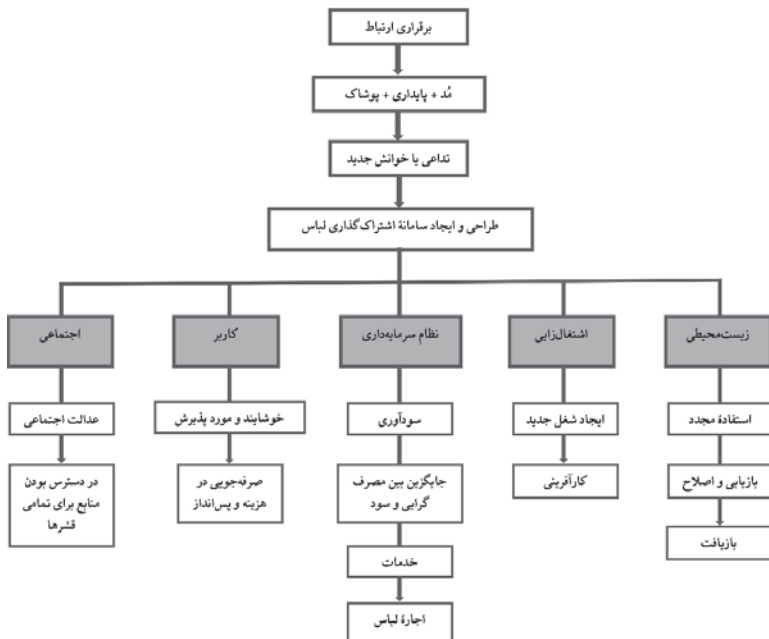 برقراری ارتباط
مُد + پایداری + پوشاک
تداعی با خوانش جدید
طراحی و ایجاد سامانهٔ اشتراک‌گذاری لباس
زیست‌محیطی
اشتغال‌زایی
نظام سرمایه‌داری
کاربر
اجتماعی
استفادهٔ مجدد
ایجاد شغل جدید
سودآوری
خوشایند و مورد پذیرش
عدالت اجتماعی
بازیابی و اصلاح
کارآفرینی
جایگزین بین مصرف
گرایی و سود
صرفه‌جویی در
هزینه و پس‌انداز
در دسترس بودن
منابع برای تمامی
قشرها
بازیافت
خدمات
اجارهٔ لباس